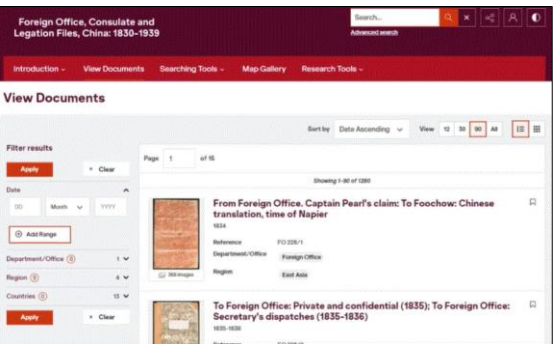 Foreign Office, Consulate and
Legation Files, China: 1830-
1939
Search...
Advanced search
Introduction
View Documents
Searching Tools
Map Gallery
Research Tools
View Documents
Sort by Date Ascending
View 12 30 90 All
Filter results
Apply × Clear
Page 1 of 15
Showing 1-90 of 1280
Date
DD Month YYYY
Add Range
Department/Office 1
Region 4
Countries 15
Apply × Clear
From Foreign Office. Captain Pearl's claim: To Foochow: Chinese
translation, time of Napier
1834
Reference FO 228/1
Department/Office Foreign Office
Region East Asia
images
To Foreign Office: Private and confidential (1835); To Foreign Office:
Secretary's dispatches (1835-1836)
1835-1836